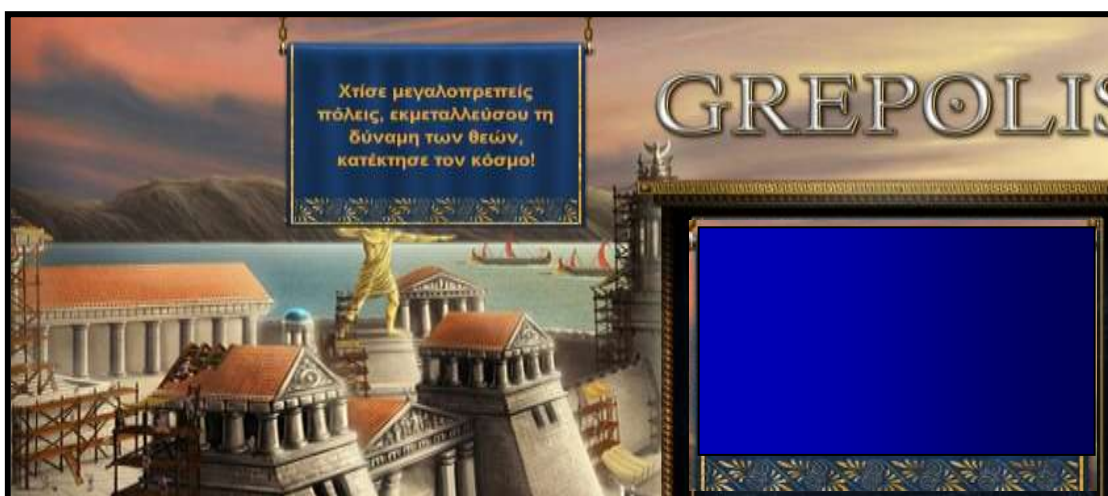 Χτίσε μεγαλοπρεπείς
πόλεις, εκμεταλλεύσου τη
δύναμη των θεών,
κατέκτησε τον κόσμο!
GREPOLIS